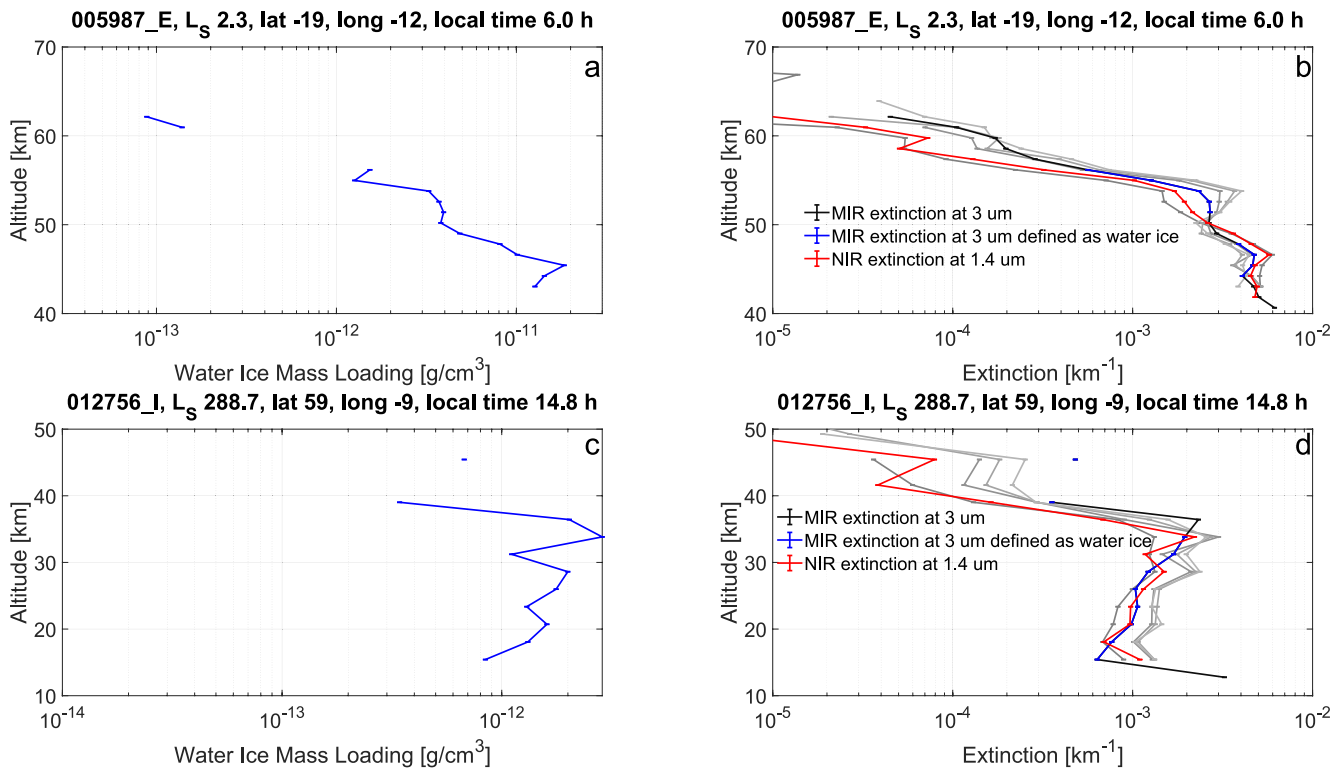 005987_E, L_S 2.3, lat -19, long -12, local time 6.0 h
a
70
60
50
40
Altitude [km]
10^-13
10^-12
10^-11
Water Ice Mass Loading [g/cm^3]
005987_E, L_S 2.3, lat -19, long -12, local time 6.0 h
b
70
60
50
40
Altitude [km]
MIR extinction at 3 um
MIR extinction at 3 um defined as water ice
NIR extinction at 1.4 um
10^-5
10^-4
10^-3
10^-2
Extinction [km^-1]
012756_I, L_S 288.7, lat 59, long -9, local time 14.8 h
c
50
40
30
20
10
Altitude [km]
10^-14
10^-13
10^-12
Water Ice Mass Loading [g/cm^3]
012756_I, L_S 288.7, lat 59, long -9, local time 14.8 h
d
50
40
30
20
10
Altitude [km]
MIR extinction at 3 um
MIR extinction at 3 um defined as water ice
NIR extinction at 1.4 um
10^-5
10^-4
10^-3
10^-2
Extinction [km^-1]